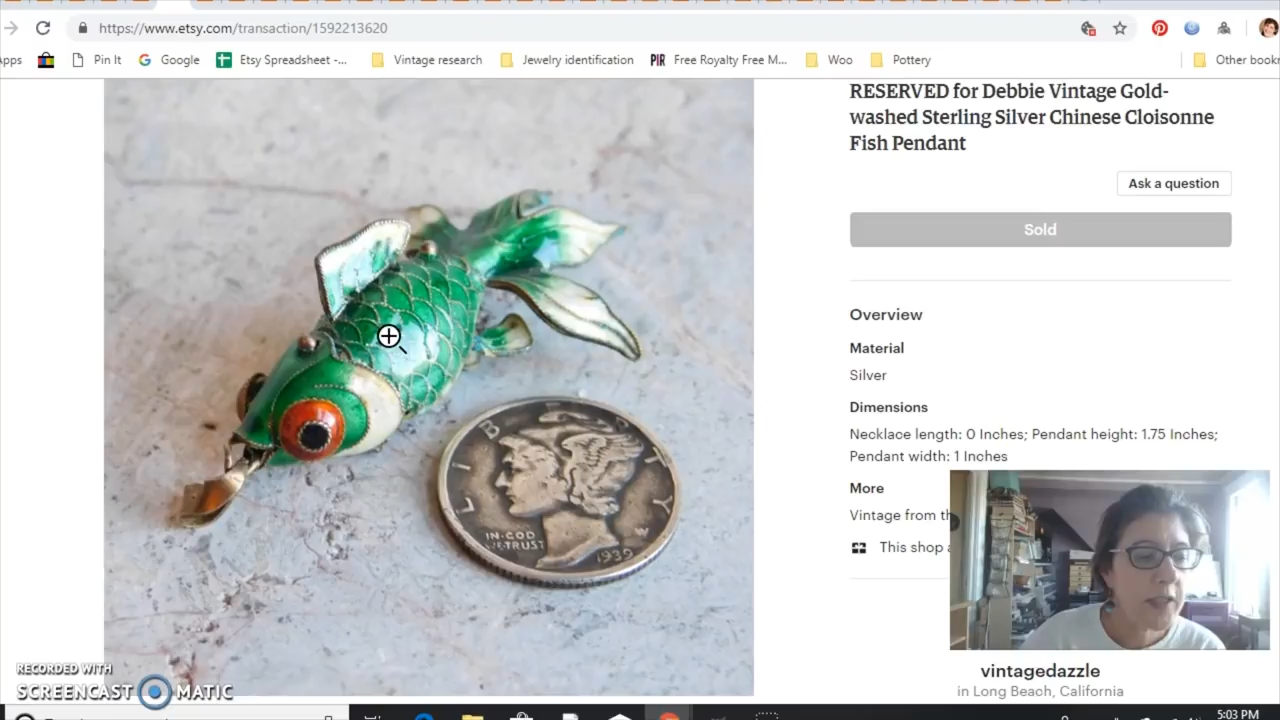 https://www.etsy.com/transaction/1592213620
Apps Pin It Google Etsy Spreadsheet -... Vintage research Jewelry identification PIR Free Royalty Free M... Woo Pottery Other bookr
RESERVED for Debbie Vintage Gold-
washed Sterling Silver Chinese Cloisonne
Fish Pendant
Ask a question
Sold
Overview
Material
Silver
Dimensions
Necklace length: 0 Inches; Pendant height: 1.75 Inches;
Pendant width: 1 Inches
More
Vintage from th
This shop a
LIBERTY
IN·GOD
WE TRUST
1939
W
vintagedazzle
in Long Beach, California
RECORDED WITH
SCREENCAST MATIC
5:03 PM